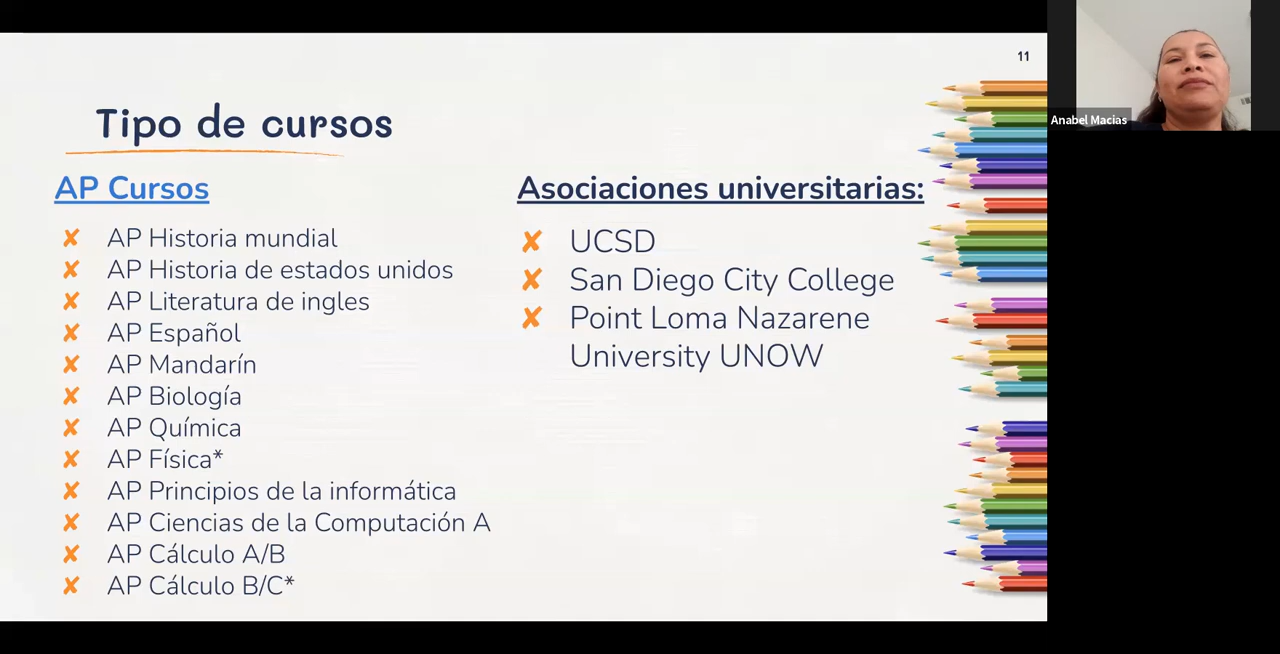 11
Tipo de cursos
AP Cursos
AP Historia mundial
AP Historia de estados unidos
AP Literatura de ingles
AP Español
AP Mandarín
AP Biología
AP Química
AP Física*
AP Principios de la informática
AP Ciencias de la Computación A
AP Cálculo A/B
AP Cálculo B/C*
Asociaciones universitarias:
UCSD
San Diego City College
Point Loma Nazarene
University UNOW
Anabel Macias